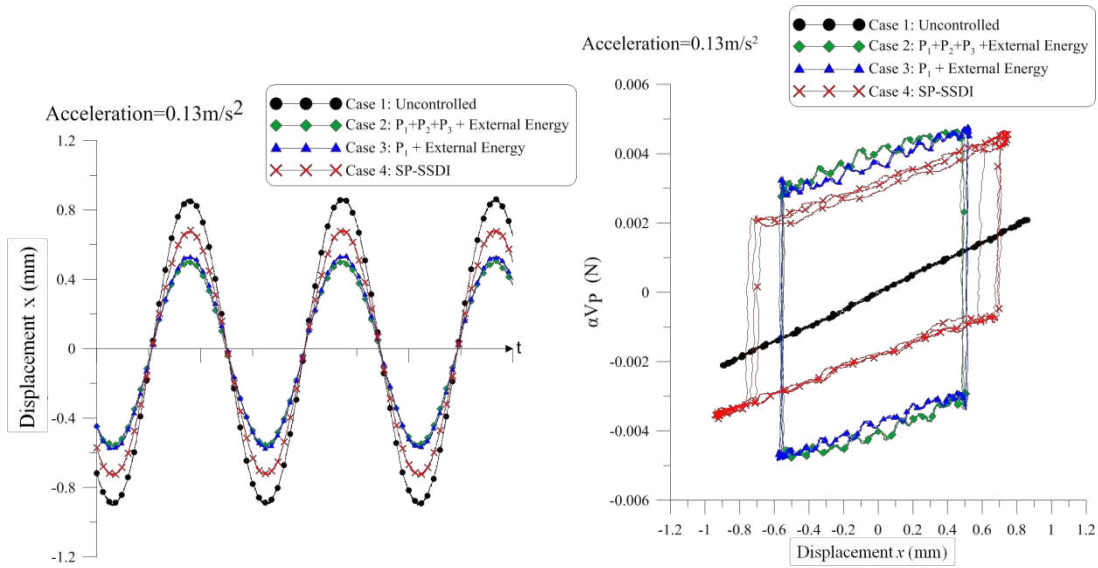 Acceleration=0.13m/s²
Case 1: Uncontrolled
Case 2: P₁+P₂+P₃ + External Energy
Case 3: P₁ + External Energy
Case 4: SP-SSDI
Displacement x (mm)
1.2
0.8
0.4
0
-0.4
-0.8
-1.2
t
Acceleration=0.13m/s²
Case 1: Uncontrolled
Case 2: P₁+P₂+P₃ +External Energy
Case 3: P₁ + External Energy
Case 4: SP-SSDI
αVp (N)
0.006
0.004
0.002
0
-0.002
-0.004
-0.006
-1.2 -1 -0.8 -0.6 -0.4 -0.2 0 0.2 0.4 0.6 0.8 1 1.2
Displacement x (mm)